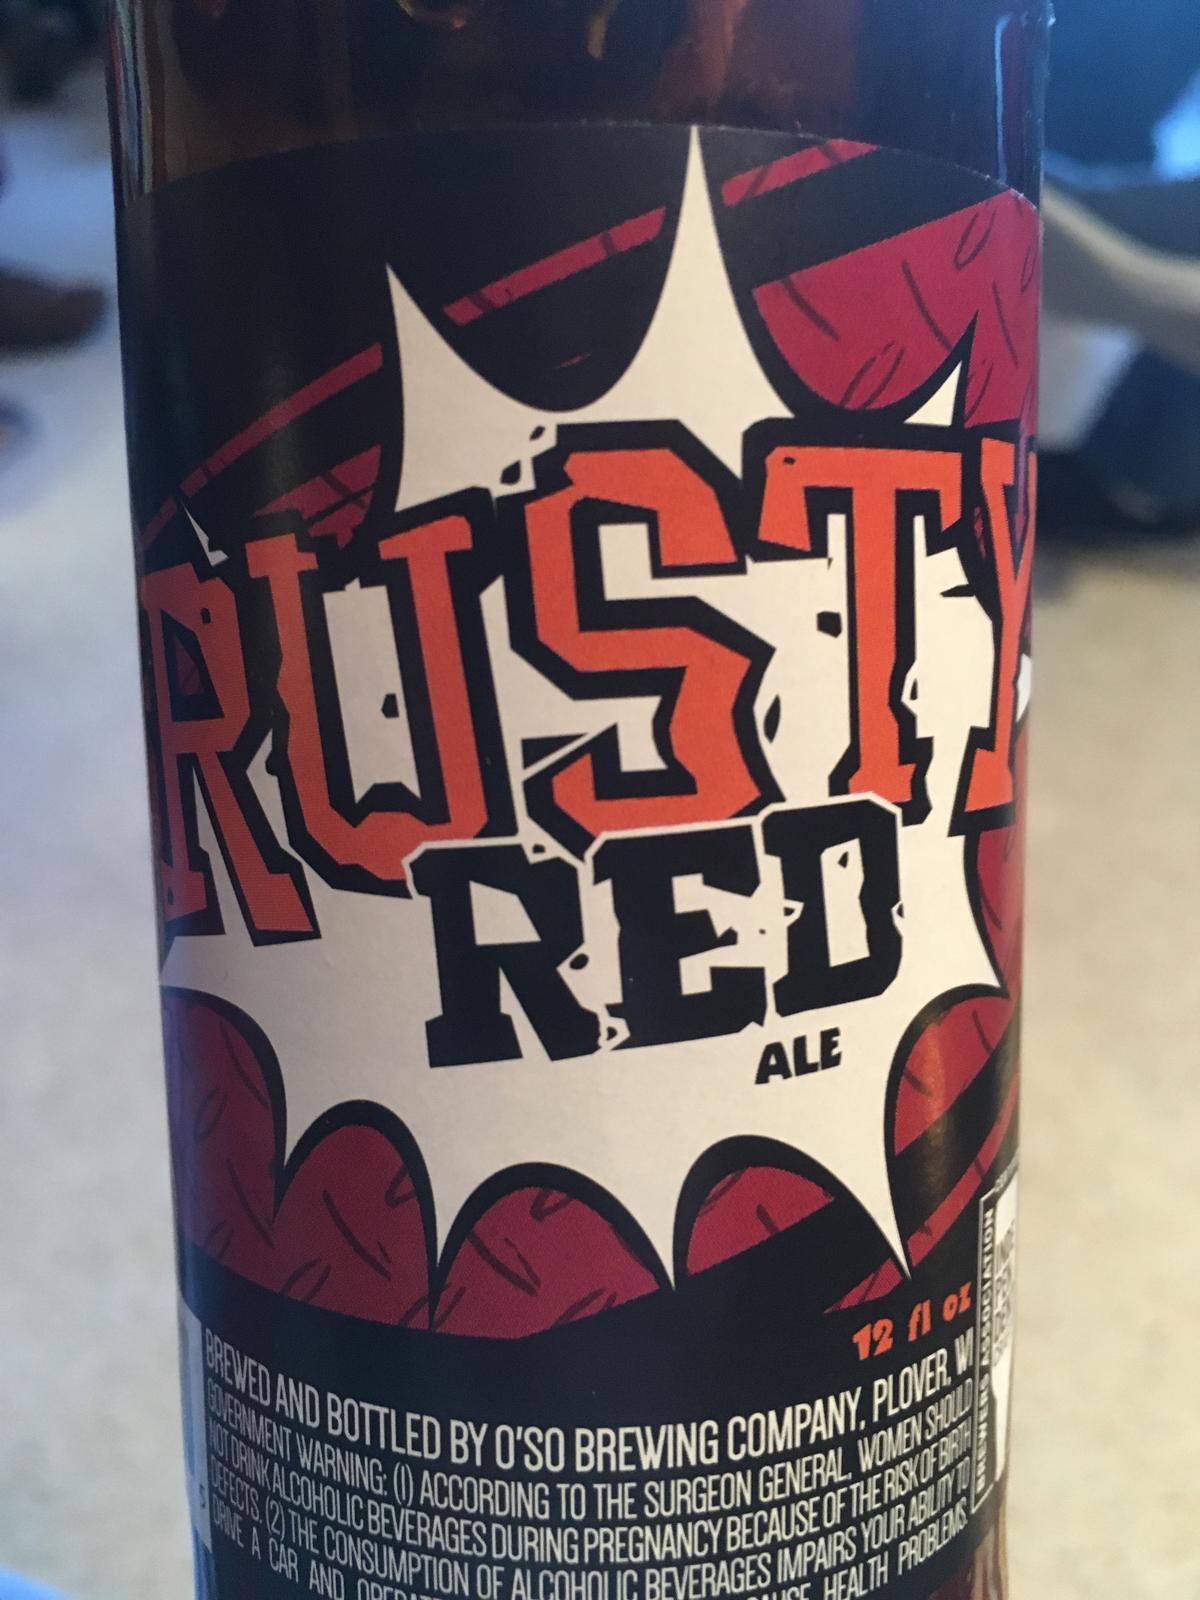 RUSTY
RED
ALE
12 fl oz
BREWED AND BOTTLED BY O'SO BREWING COMPANY, PLOVER, WI
GOVERNMENT WARNING: (1) ACCORDING TO THE SURGEON GENERAL, WOMEN SHOULD
NOT DRINK ALCOHOLIC BEVERAGES DURING PREGNANCY BECAUSE OF THE RISK OF BIRTH
DEFECTS. (2) THE CONSUMPTION OF ALCOHOLIC BEVERAGES IMPAIRS YOUR ABILITY TO
DRIVE A CAR AND HEALTH PROBLEMS.
BREWERS ASSOCIATION